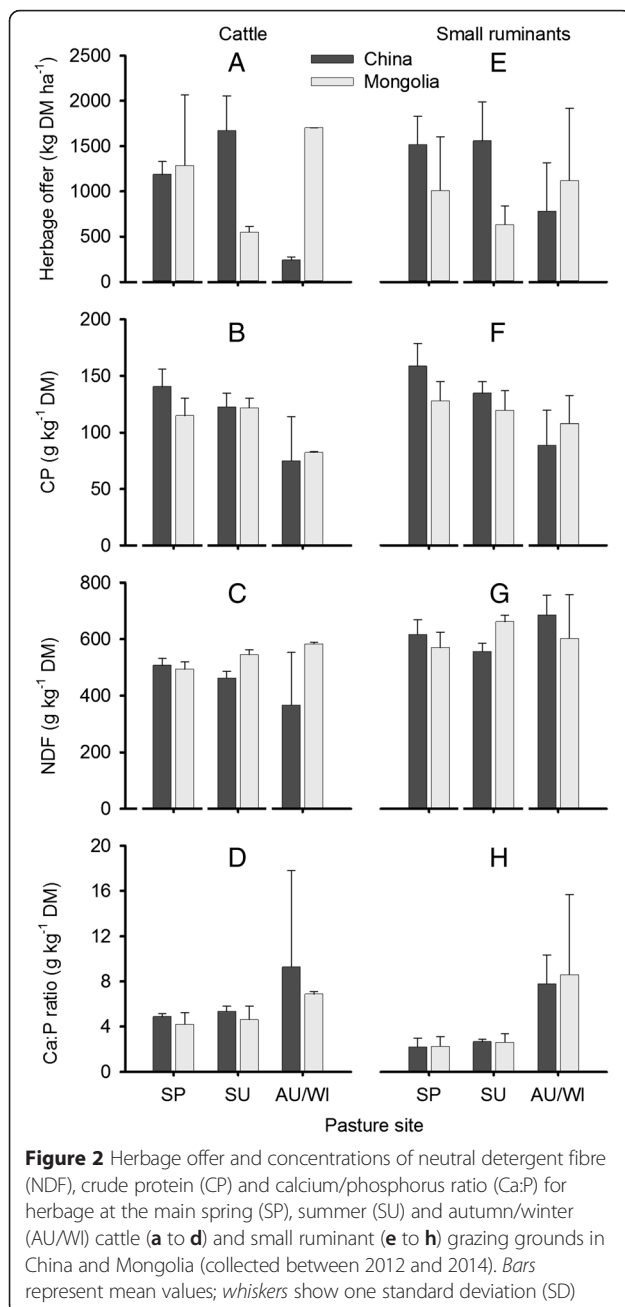 Cattle Small ruminants
A E
China
Mongolia
Herbage offer (kg DM ha⁻¹)
2500
2000
1500
1000
500
0
B F
CP (g kg⁻¹ DM)
200
150
100
50
0
C G
NDF (g kg⁻¹ DM)
800
600
400
200
0
D H
Ca:P ratio (g kg⁻¹ DM)
20
16
12
8
4
0
SP SU AU/WI SP SU AU/WI
Pasture site
Figure 2 Herbage offer and concentrations of neutral detergent fibre
(NDF), crude protein (CP) and calcium/phosphorus ratio (Ca:P) for
herbage at the main spring (SP), summer (SU) and autumn/winter
(AU/WI) cattle (a to d) and small ruminant (e to h) grazing grounds in
China and Mongolia (collected between 2012 and 2014). Bars
represent mean values; whiskers show one standard deviation (SD)